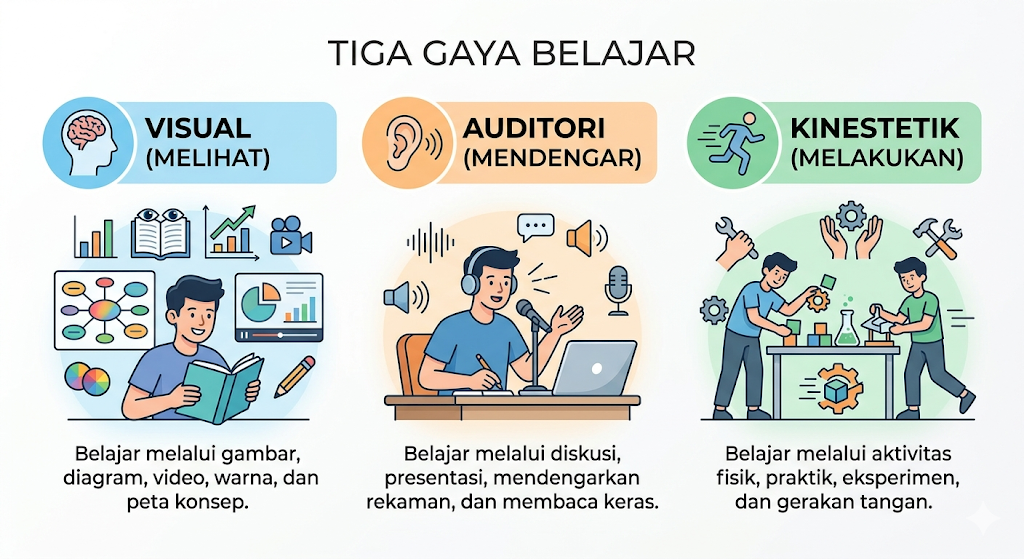 TIGA GAYA BELAJAR
VISUAL
(MELIHAT)
Belajar melalui gambar,
diagram, video, warna, dan
peta konsep.
AUDITORI
(MENDENGAR)
Belajar melalui diskusi,
presentasi, mendengarkan
rekaman, dan membaca keras.
KINESTETIK
(MELAKUKAN)
Belajar melalui aktivitas
fisik, praktik, eksperimen,
dan gerakan tangan.